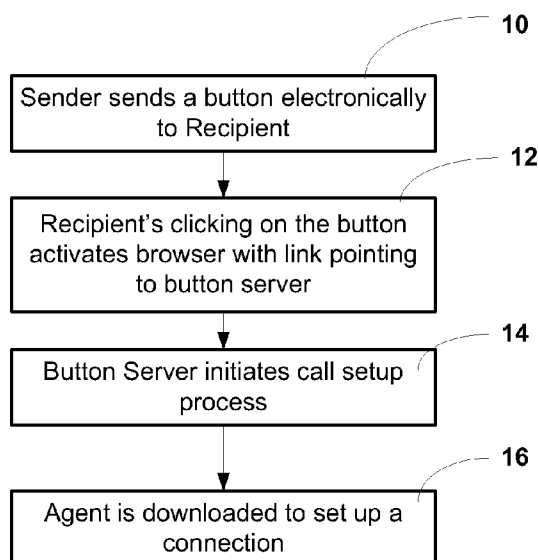 10
Sender sends a button electronically
to Recipient
12
Recipient's clicking on the button
activates browser with link pointing
to button server
14
Button Server initiates call setup
process
16
Agent is downloaded to set up a
connection